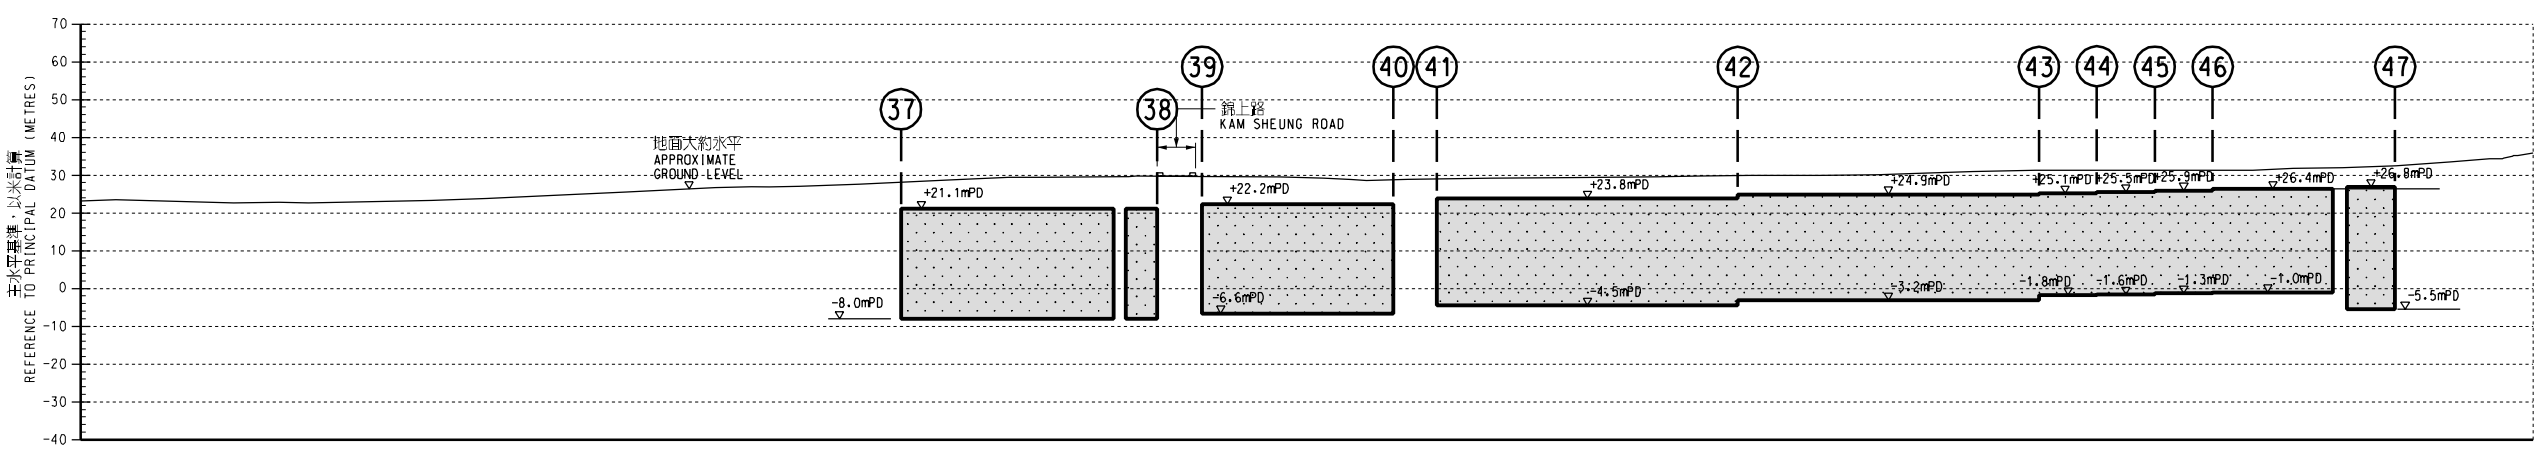 主水平基準，以米計算
REFERENCE TO PRINCIPAL DATUM (METRES)
70
60
50
40
30
20
10
0
-10
-20
-30
-40
37
38
39
40
41
42
43
44
45
46
47
地面大約水平
APPROXIMATE
GROUND LEVEL
錦上路
KAM SHEUNG ROAD
+21.1mPD
+22.2mPD
+23.8mPD
+24.9mPD
+25.1mPD
+25.5mPD
+25.9mPD
+26.4mPD
+26.8mPD
-8.0mPD
-6.6mPD
-4.5mPD
-3.2mPD
-1.8mPD
-1.6mPD
-1.3mPD
-1.0mPD
-5.5mPD